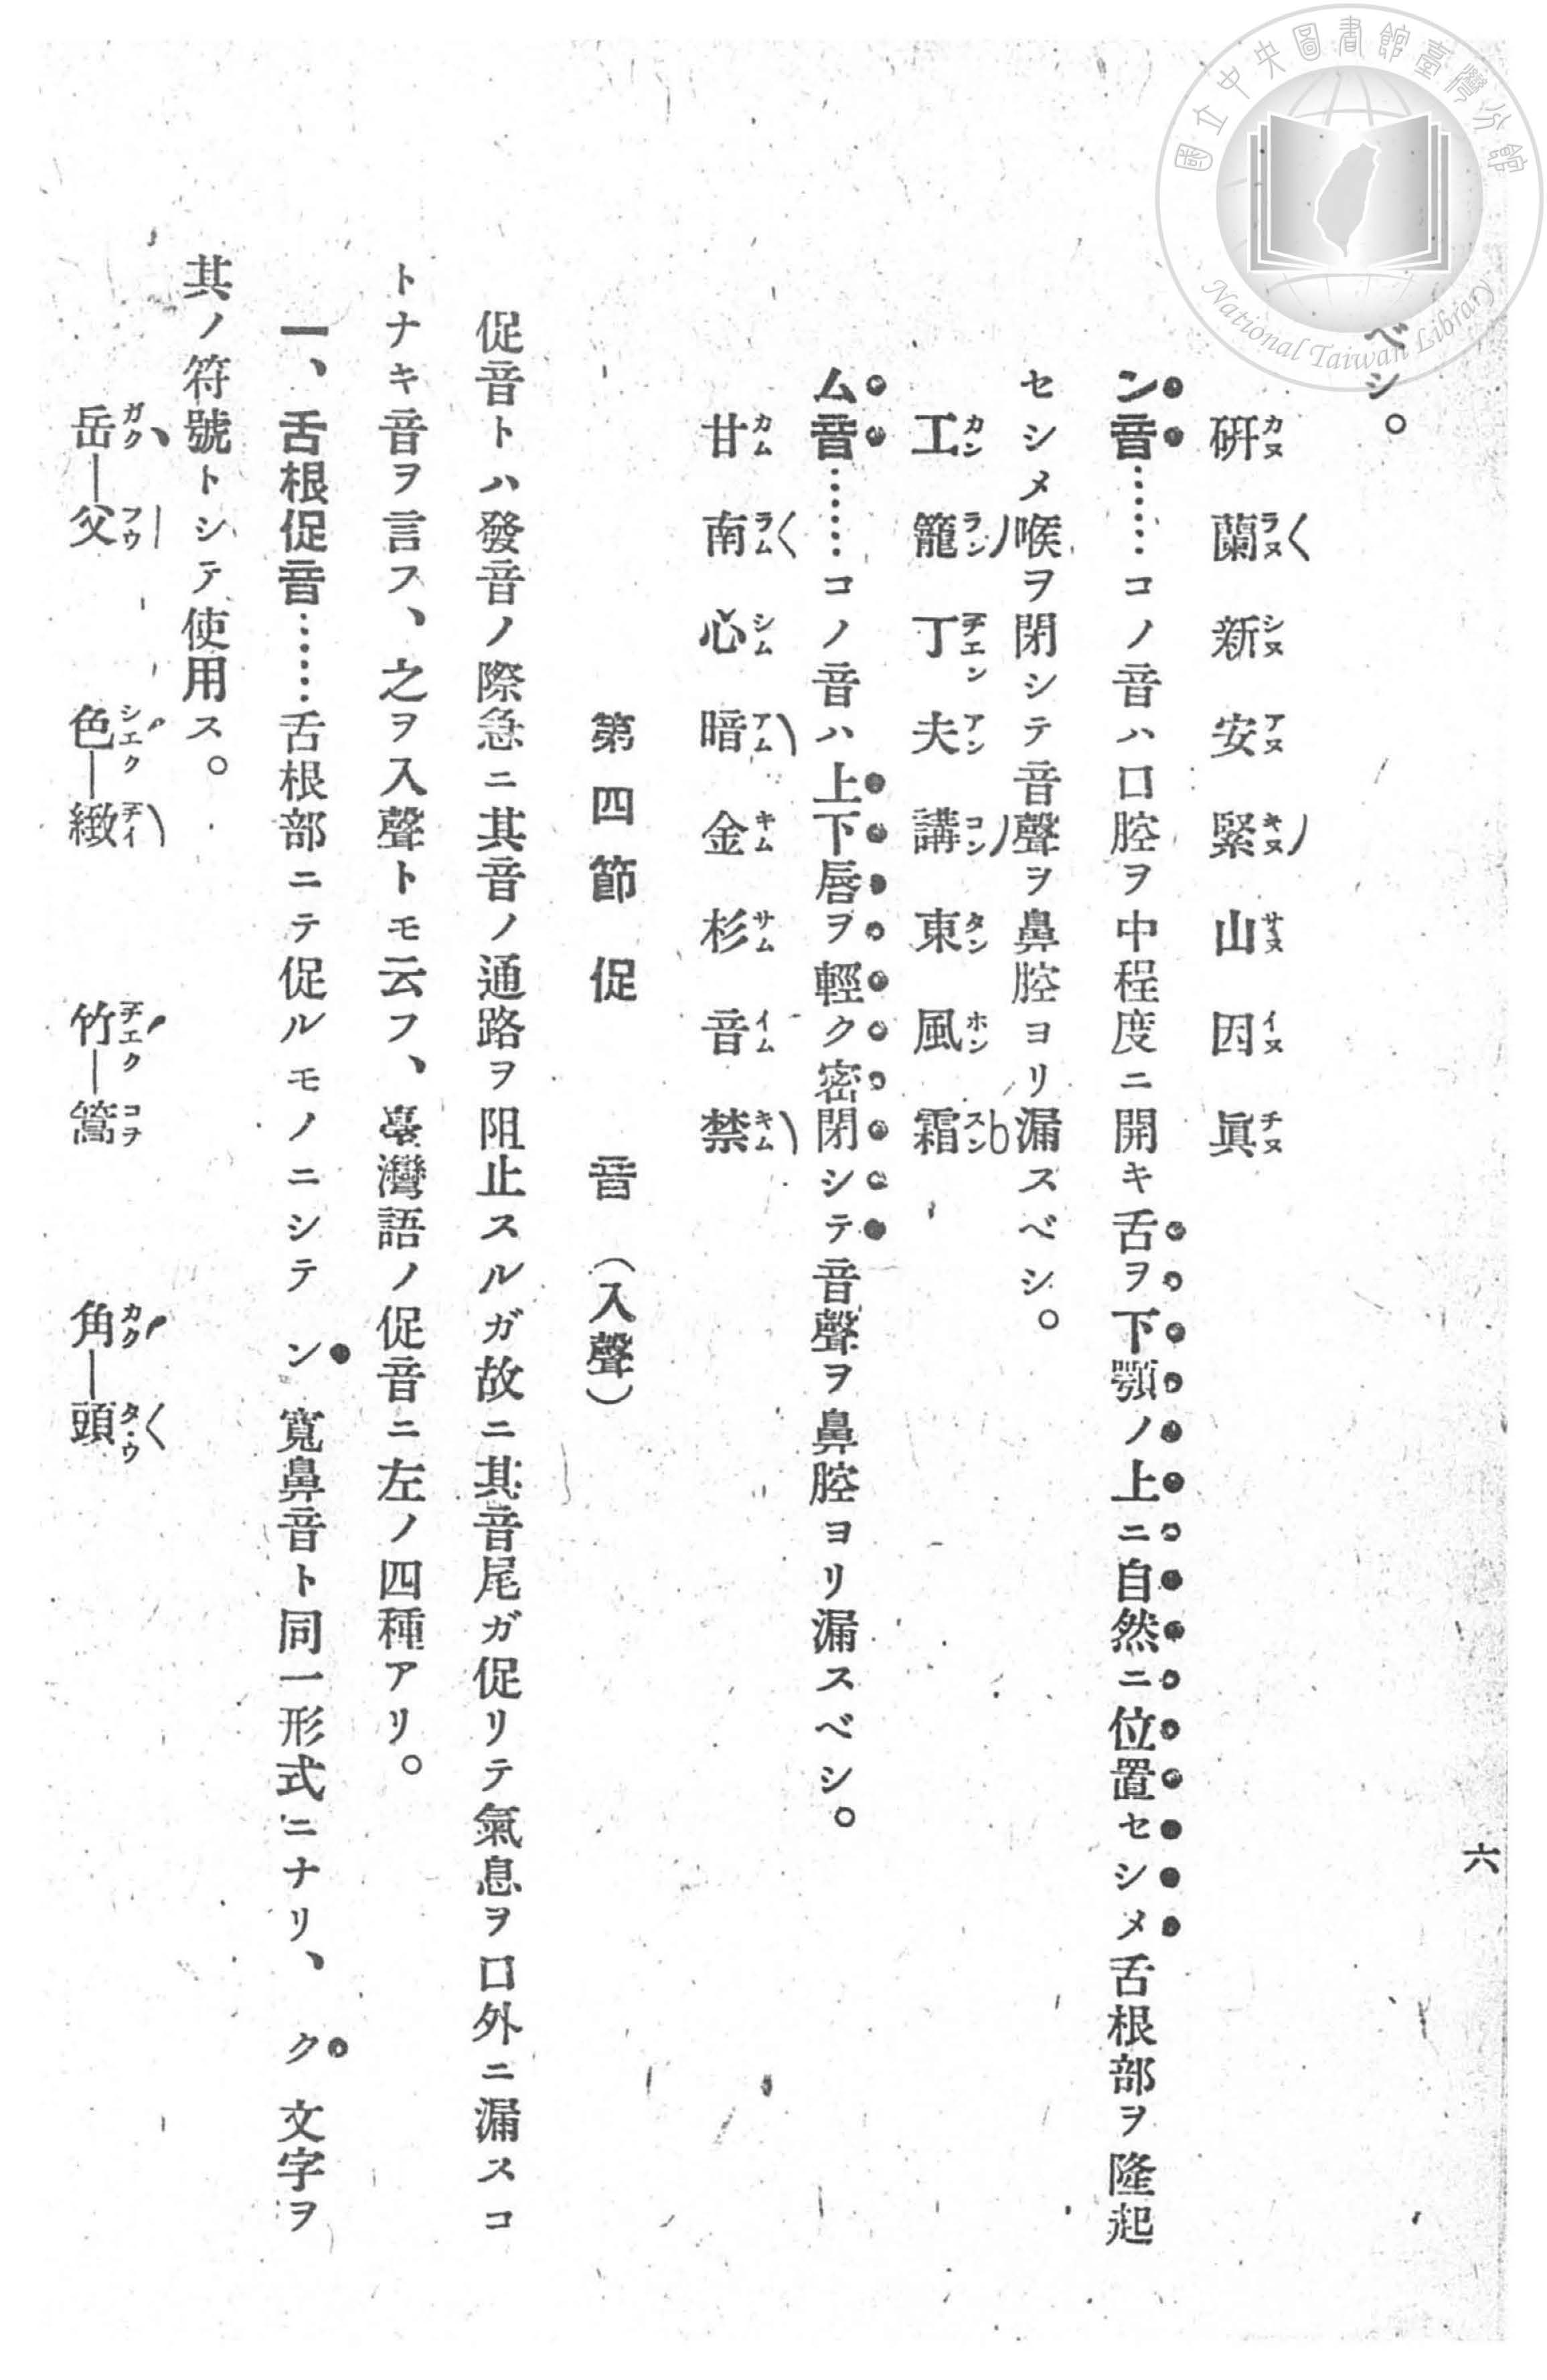 國立中央圖書館臺灣分館
National Taiwan Library
六
ベシ。
研カヌ 蘭ラヌ〱 新シヌ 安アヌ 緊キヌ丿 山サヌ 因イヌ 眞チヌ
ン音……コノ音ハ口腔ヲ中程度ニ開キ舌ヲ下顎ノ上ニ自然ニ位置セシメ舌根部ヲ隆起
セシメ喉ヲ閉シテ音聲ヲ鼻腔ヨリ漏スベシ。
工カン 籠ラン丿 丁チエン 夫アン 講コン丿 東タン 風ホン 霜スン
ム音……コノ音ハ上下唇ヲ輕ク密閉シテ音聲ヲ鼻腔ヨリ漏スベシ。
甘カム 南ラム〱 心シム 暗アム 金キム 杉サム 音イム 禁キム
第四節 促 音(入聲)
促音トハ發音ノ際急ニ其音ノ通路ヲ阻止スルガ故ニ其音尾ガ促リテ氣息ヲ口外ニ漏スコ
トナキ音ヲ言フ、之ヲ入聲トモ云フ、臺灣語ノ促音ニ左ノ四種アリ。
一、舌根促音……舌根部ニテ促ルモノニシテ ン 寬鼻音ト同一形式ニナリ、 ク 文字ヲ
其ノ符號トシテ使用ス。
岳ガク—父フウ 色シエク—緻チイ 竹チエク—篙コヲ 角カク—頭タウ〱